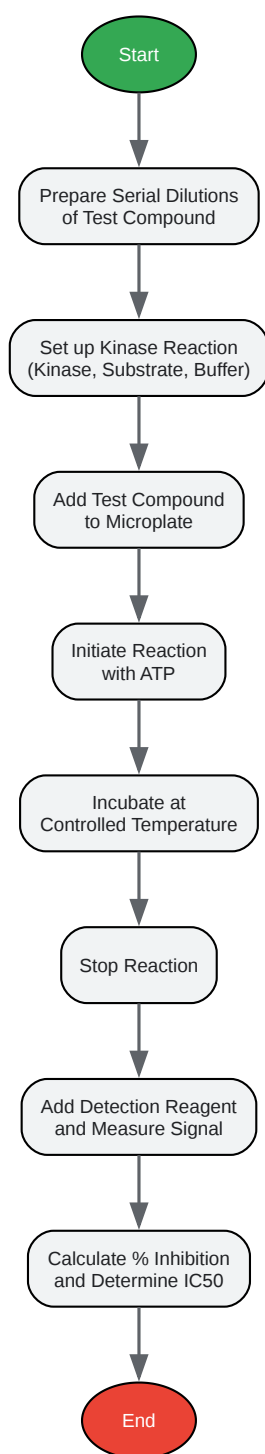 Start
Prepare Serial Dilutions
of Test Compound
Set up Kinase Reaction
(Kinase, Substrate, Buffer)
Add Test Compound
to Microplate
Initiate Reaction
with ATP
Incubate at
Controlled Temperature
Stop Reaction
Add Detection Reagent
and Measure Signal
Calculate % Inhibition
and Determine IC50
End